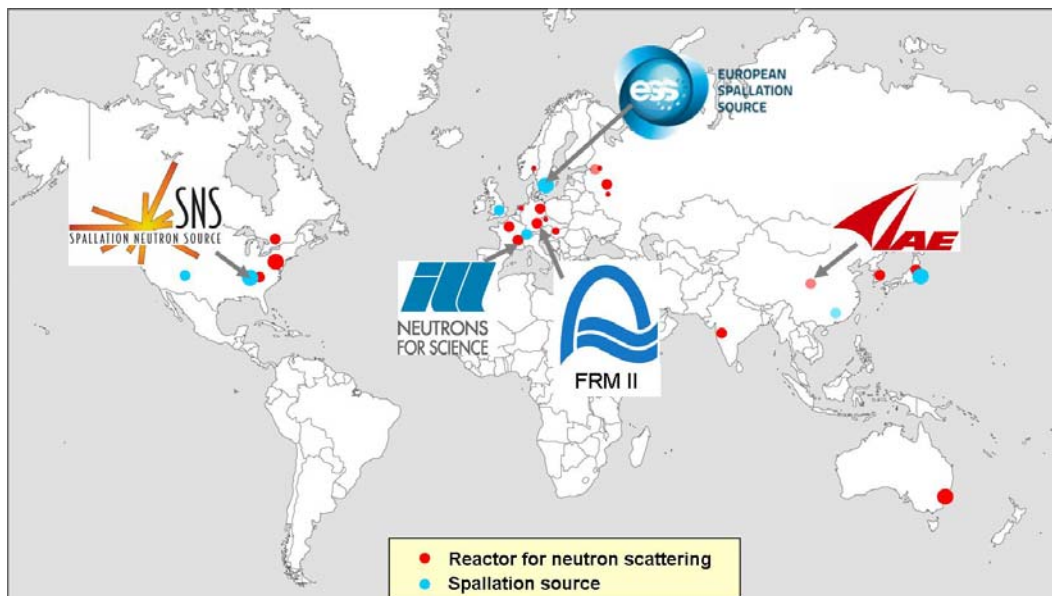 ess
EUROPEAN
SPALLATION
SOURCE
SNS
SPALLATION NEUTRON SOURCE
IAE
ill
NEUTRONS
FOR SCIENCE
FRM II
Reactor for neutron scattering
Spallation source